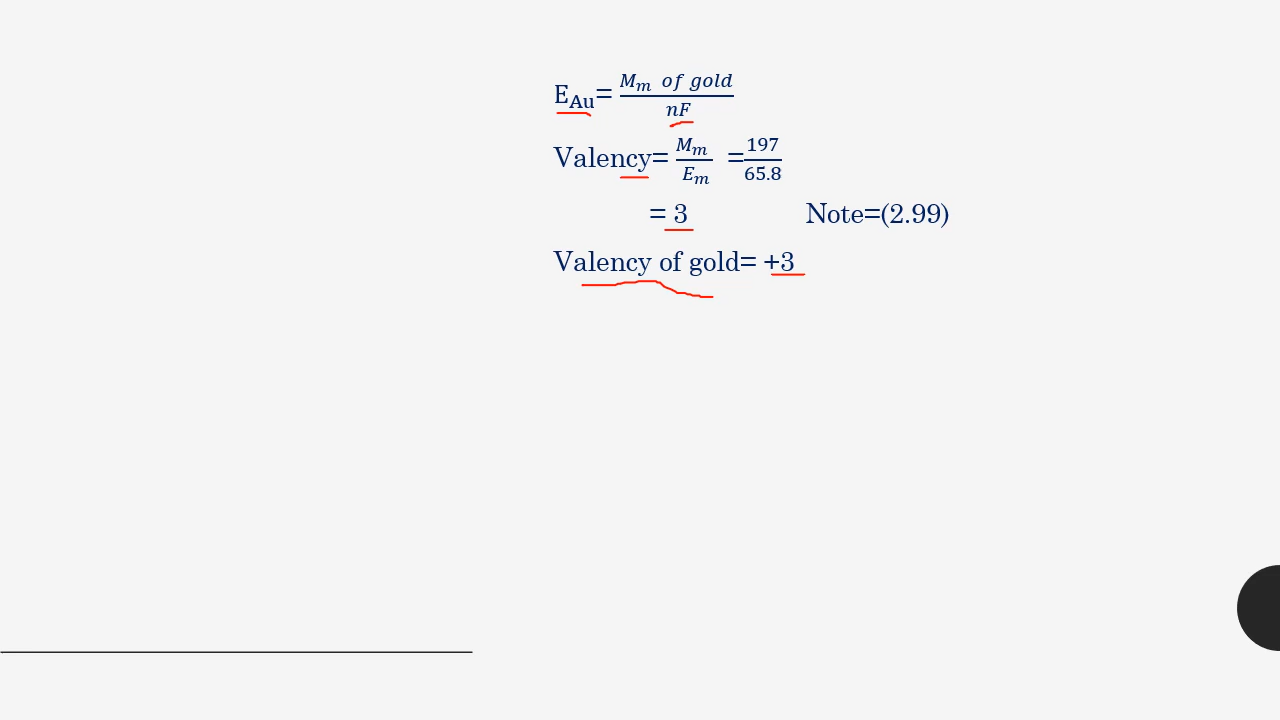 E_Au= M_m of gold / nF
Valency= M_m / E_m = 197 / 65.8
= 3 Note=(2.99)
Valency of gold= +3